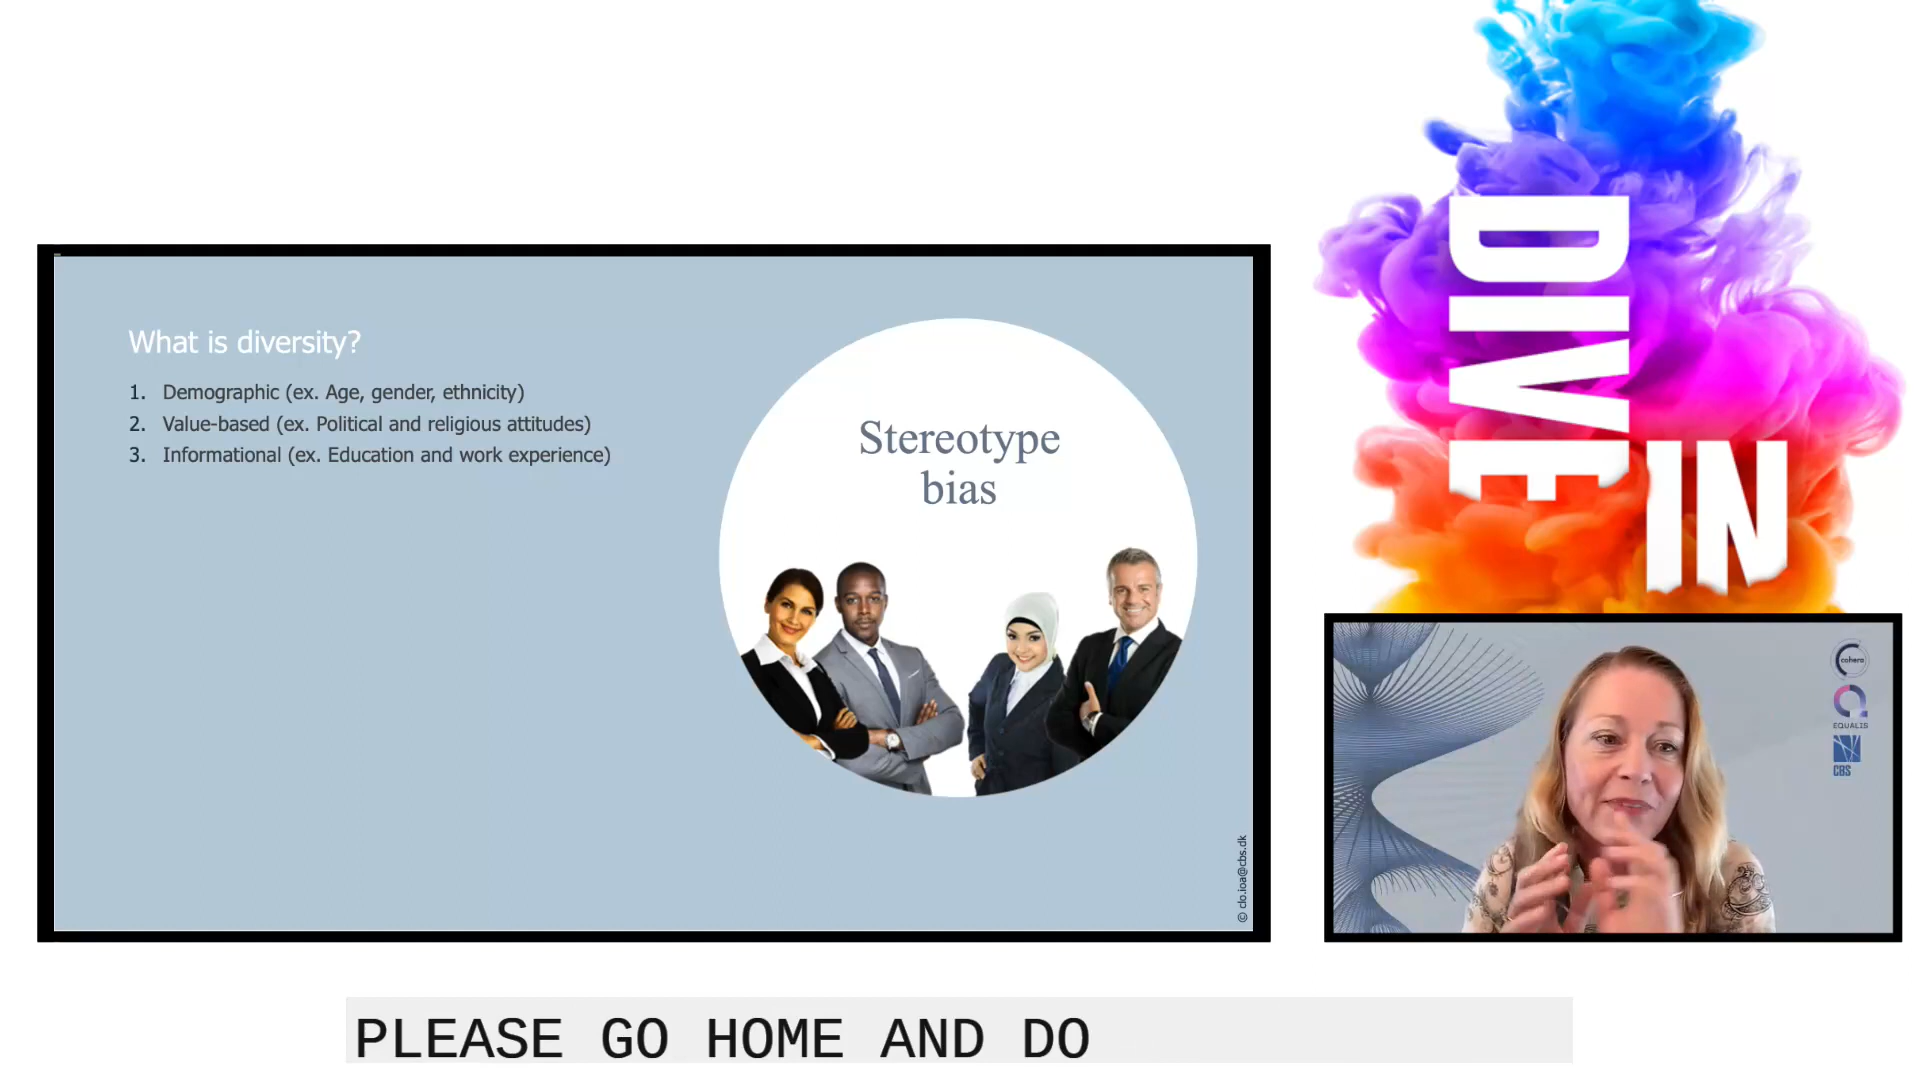 What is diversity?
1. Demographic (ex. Age, gender, ethnicity)
2. Value-based (ex. Political and religious attitudes)
3. Informational (ex. Education and work experience)
Stereotype
bias
© clo.ioa@cbs.dk
DIVE
IN
cohera
EQUALIS
CBS
PLEASE GO HOME AND DO